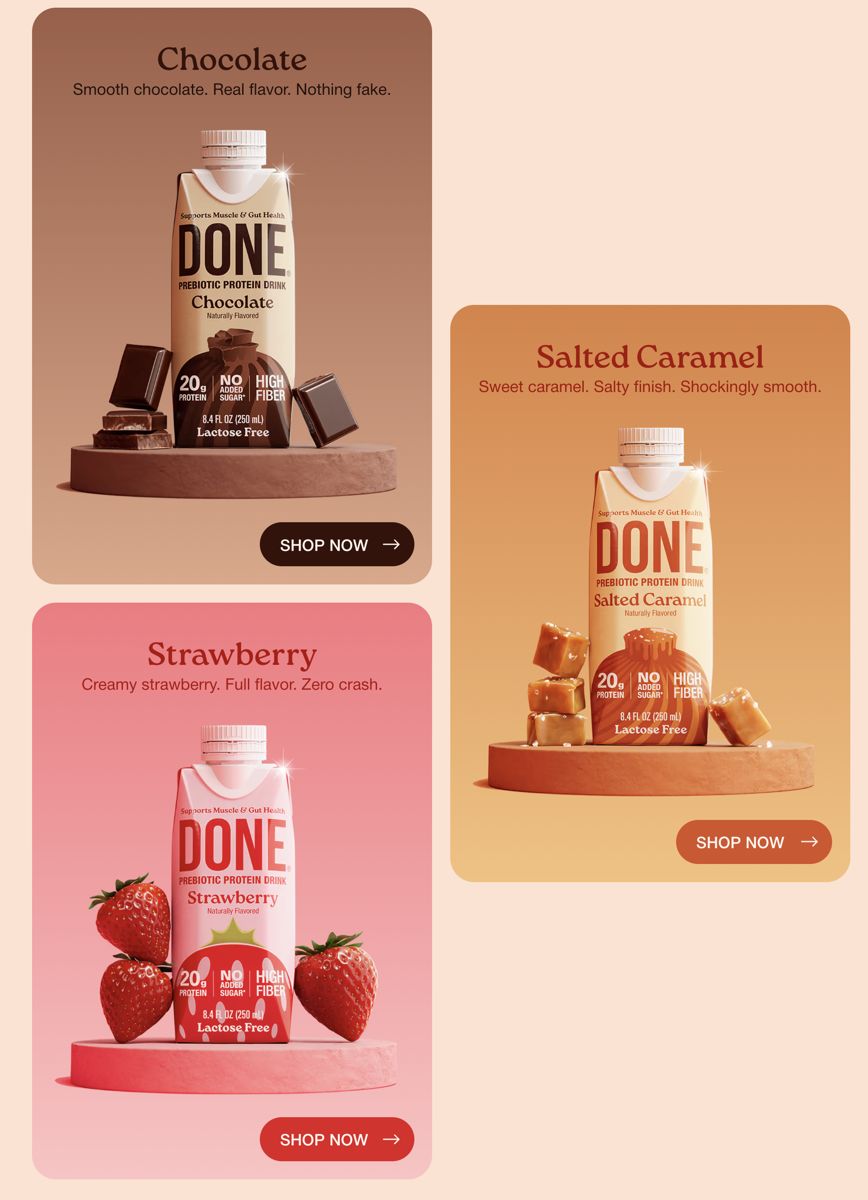 Chocolate
Smooth chocolate. Real flavor. Nothing fake.
Supports Muscle & Gut Health
DONE®
PREBIOTIC PROTEIN DRINK
Chocolate
Naturally Flavored
20g PROTEIN
NO ADDED SUGAR*
HIGH FIBER
8.4 FL OZ (250 mL)
Lactose Free
SHOP NOW →
Salted Caramel
Sweet caramel. Salty finish. Shockingly smooth.
Supports Muscle & Gut Health
DONE®
PREBIOTIC PROTEIN DRINK
Salted Caramel
Naturally Flavored
20g PROTEIN
NO ADDED SUGAR*
HIGH FIBER
8.4 FL OZ (250 mL)
Lactose Free
SHOP NOW →
Strawberry
Creamy strawberry. Full flavor. Zero crash.
Supports Muscle & Gut Health
DONE®
PREBIOTIC PROTEIN DRINK
Strawberry
Naturally Flavored
20g PROTEIN
NO ADDED SUGAR*
HIGH FIBER
8.4 FL OZ (250 mL)
Lactose Free
SHOP NOW →